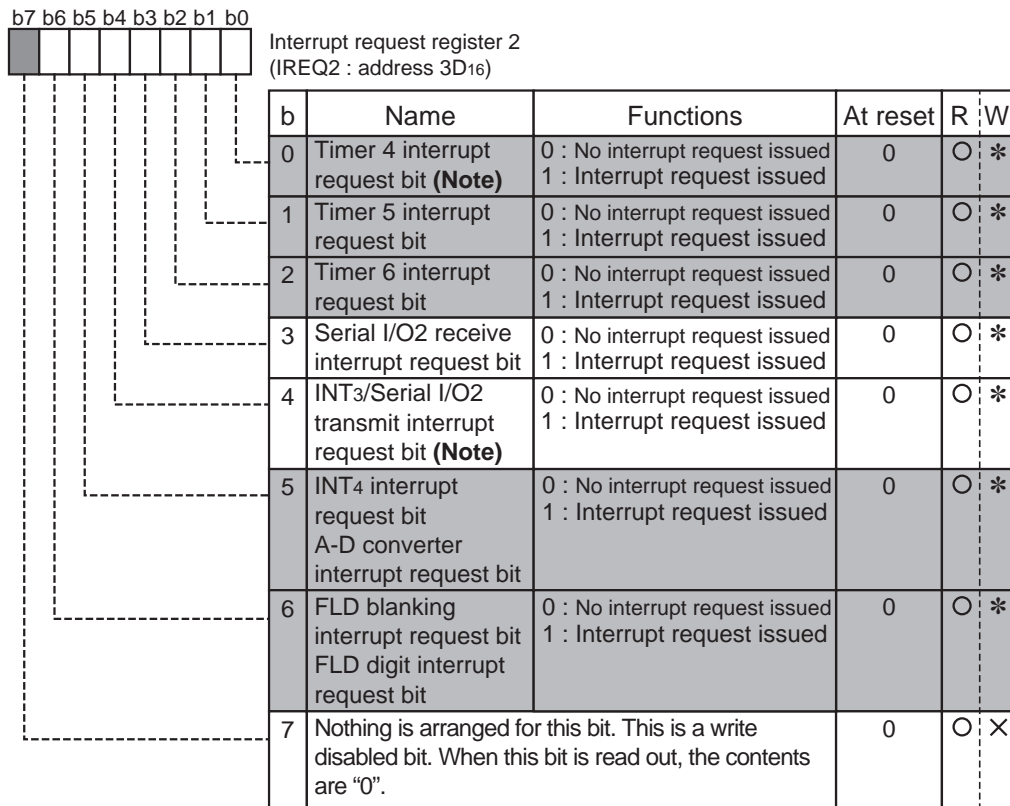 b7 b6 b5 b4 b3 b2 b1 b0
Interrupt request register 2
(IREQ2 : address 3D16)
b Name Functions At reset R W
0 Timer 4 interrupt 0 : No interrupt request issued 0 O *
request bit (Note) 1 : Interrupt request issued
1 Timer 5 interrupt 0 : No interrupt request issued 0 O *
request bit 1 : Interrupt request issued
2 Timer 6 interrupt 0 : No interrupt request issued 0 O *
request bit 1 : Interrupt request issued
3 Serial I/O2 receive 0 : No interrupt request issued 0 O *
interrupt request bit 1 : Interrupt request issued
4 INT3/Serial I/O2 0 : No interrupt request issued 0 O *
transmit interrupt 1 : Interrupt request issued
request bit (Note)
5 INT4 interrupt 0 : No interrupt request issued 0 O *
request bit 1 : Interrupt request issued
A-D converter
interrupt request bit
6 FLD blanking 0 : No interrupt request issued 0 O *
interrupt request bit 1 : Interrupt request issued
FLD digit interrupt
request bit
7 Nothing is arranged for this bit. This is a write 0 O ×
disabled bit. When this bit is read out, the contents
are “0”.